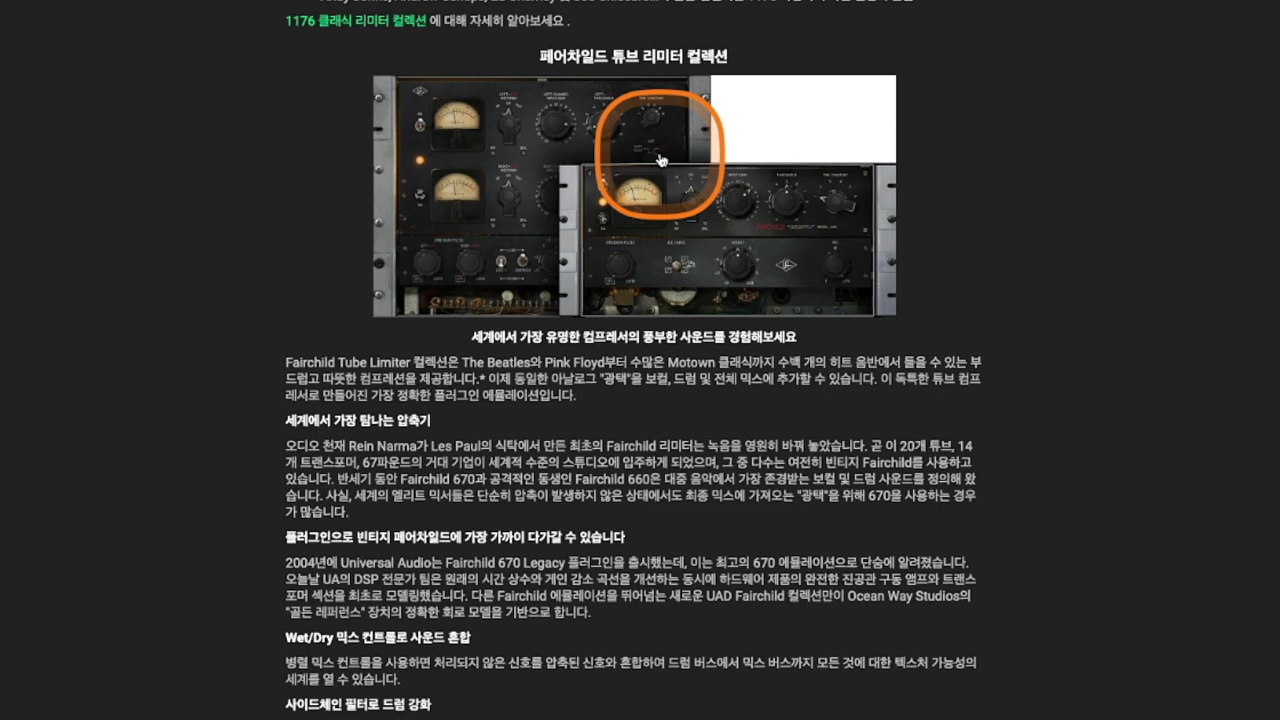 1176 클래식 리미터 컬렉션 에 대해 자세히 알아보세요 .
페어차일드 튜브 리미터 컬렉션
세계에서 가장 유명한 컴프레서의 풍부한 사운드를 경험해보세요
Fairchild Tube Limiter 컬렉션은 The Beatles와 Pink Floyd부터 수많은 Motown 클래식까지 수백 개의 히트 음반에서 들을 수 있는 부
드럽고 따뜻한 컴프레션을 제공합니다.* 이제 동일한 아날로그 "광택"을 보컬, 드럼 및 전체 믹스에 추가할 수 있습니다. 이 독특한 튜브 컴프
레서로 만들어진 가장 정확한 플러그인 에뮬레이션입니다.
세계에서 가장 탐나는 압축기
오디오 천재 Rein Narma가 Les Paul의 식탁에서 만든 최초의 Fairchild 리미터는 녹음을 영원히 바꿔 놓았습니다. 곧 이 20개 튜브, 14
개 트랜스포머, 67파운드의 거대 기업이 세계적 수준의 스튜디오에 입주하게 되었으며, 그 중 다수는 여전히 빈티지 Fairchild를 사용하고
있습니다. 반세기 동안 Fairchild 670과 공격적인 동생인 Fairchild 660은 대중 음악에서 가장 존경받는 보컬 및 드럼 사운드를 정의해 왔
습니다. 사실, 세계의 엘리트 믹서들은 단순히 압축이 발생하지 않은 상태에서도 최종 믹스에 가져오는 "광택"을 위해 670을 사용하는 경우
가 많습니다.
플러그인으로 빈티지 페어차일드에 가장 가까이 다가갈 수 있습니다
2004년에 Universal Audio는 Fairchild 670 Legacy 플러그인을 출시했는데, 이는 최고의 670 에뮬레이션으로 단숨에 알려졌습니다.
오늘날 UA의 DSP 전문가 팀은 원래의 시간 상수와 게인 감소 곡선을 개선하는 동시에 하드웨어 제품의 완전한 진공관 구동 앰프와 트랜스
포머 섹션을 최초로 모델링했습니다. 다른 Fairchild 에뮬레이션을 뛰어넘는 새로운 UAD Fairchild 컬렉션만이 Ocean Way Studios의
"골든 레퍼런스" 장치의 정확한 회로 모델을 기반으로 합니다.
Wet/Dry 믹스 컨트롤로 사운드 혼합
병렬 믹스 컨트롤을 사용하면 처리되지 않은 신호를 압축된 신호와 혼합하여 드럼 버스에서 믹스 버스까지 모든 것에 대한 텍스처 가능성의
세계를 열 수 있습니다.
사이드체인 필터로 드럼 강화